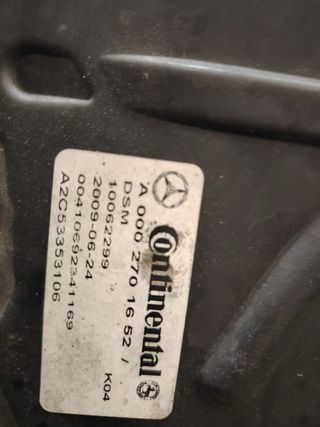 Continental
A 000 270 16 52 /
DSM K04
10062299
2009-06-24
00410692341169
A2C53353106